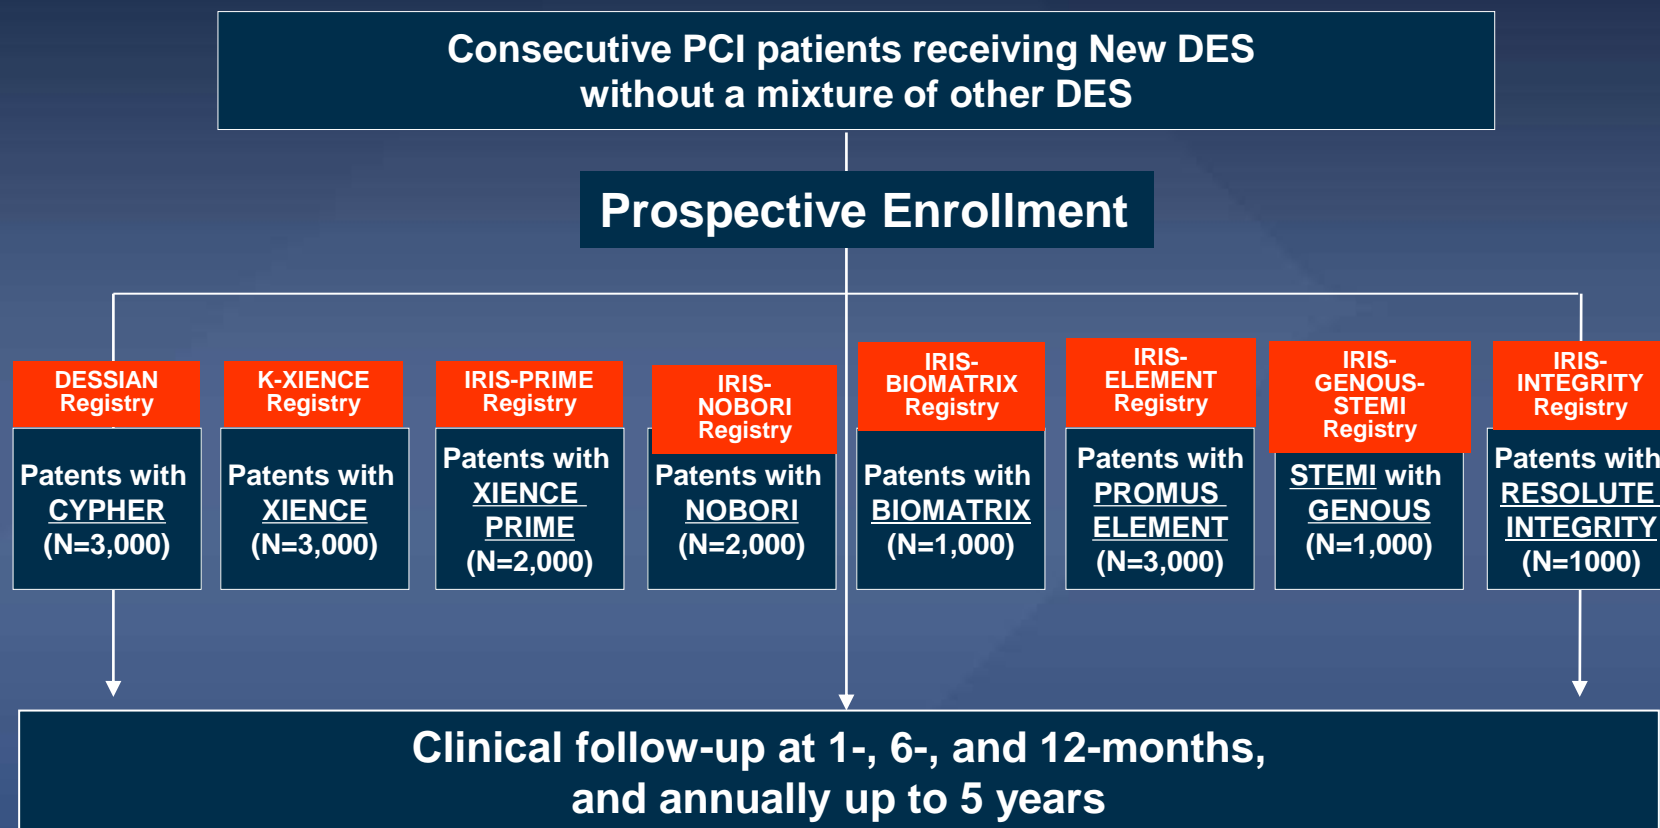 Consecutive PCI patients receiving New DES
without a mixture of other DES
Prospective Enrollment
DESSIAN
Registry
Patents with
CYPHER
(N=3,000)
K-XIENCE
Registry
Patents with
XIENCE
(N=3,000)
IRIS-PRIME
Registry
Patents with
XIENCE
PRIME
(N=2,000)
IRIS-
NOBORI
Registry
Patents with
NOBORI
(N=2,000)
IRIS-
BIOMATRIX
Registry
Patents with
BIOMATRIX
(N=1,000)
IRIS-
ELEMENT
Registry
Patents with
PROMUS
ELEMENT
(N=3,000)
IRIS-
GENOUS-
STEMI
Registry
STEMI with
GENOUS
(N=1,000)
IRIS-
INTEGRITY
Registry
Patents with
RESOLUTE
INTEGRITY
(N=1000)
Clinical follow-up at 1-, 6-, and 12-months,
and annually up to 5 years